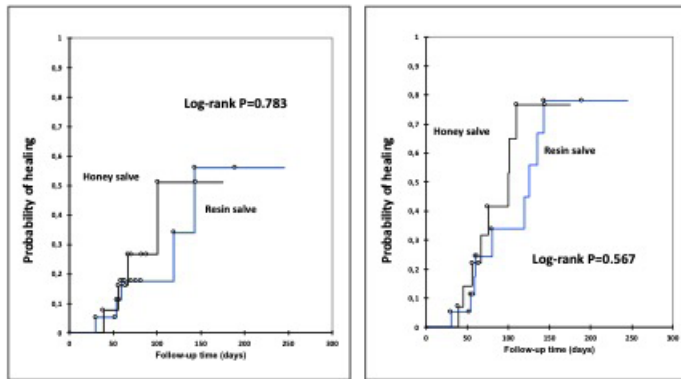 Probability of healing
1
0,9
0,8
0,7
0,6
0,5
0,4
0,3
0,2
0,1
0
Log-rank P=0.783
Honey salve
Resin salve
0 50 100 150 200 250 300
Follow-up time (days)
Probability of healing
1
0,9
0,8
0,7
0,6
0,5
0,4
0,3
0,2
0,1
0
Honey salve
Resin salve
Log-rank P=0.567
0 50 100 150 200 250 300
Follow-up time (days)